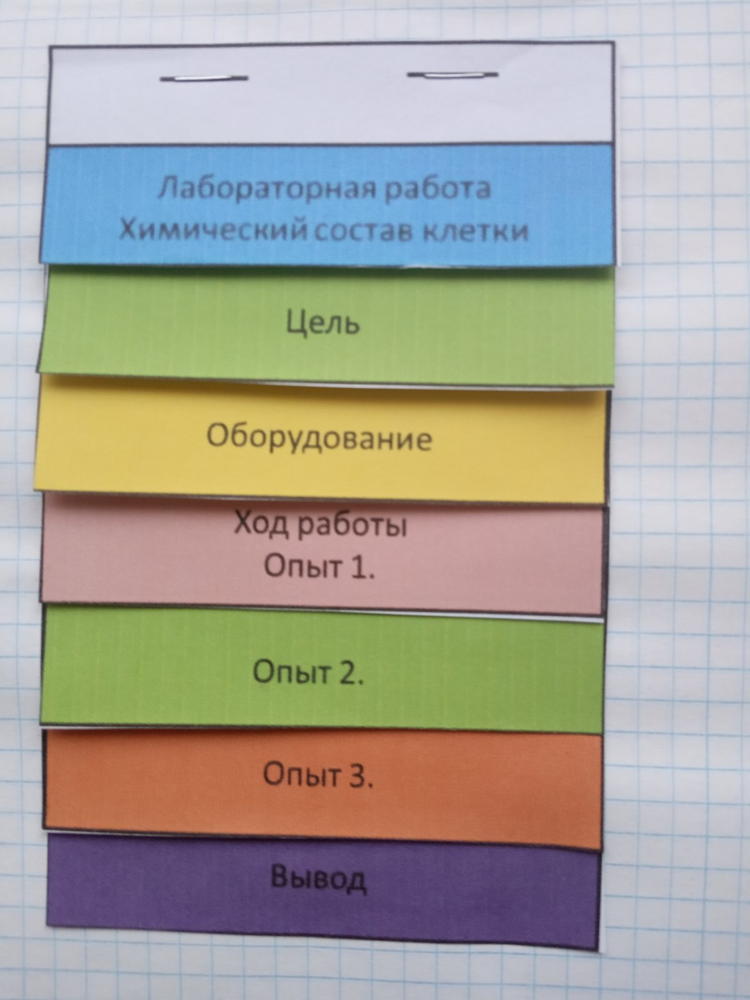 Лабораторная работа
Химический состав клетки
Цель
Оборудование
Ход работы
Опыт 1.
Опыт 2.
Опыт 3.
Вывод